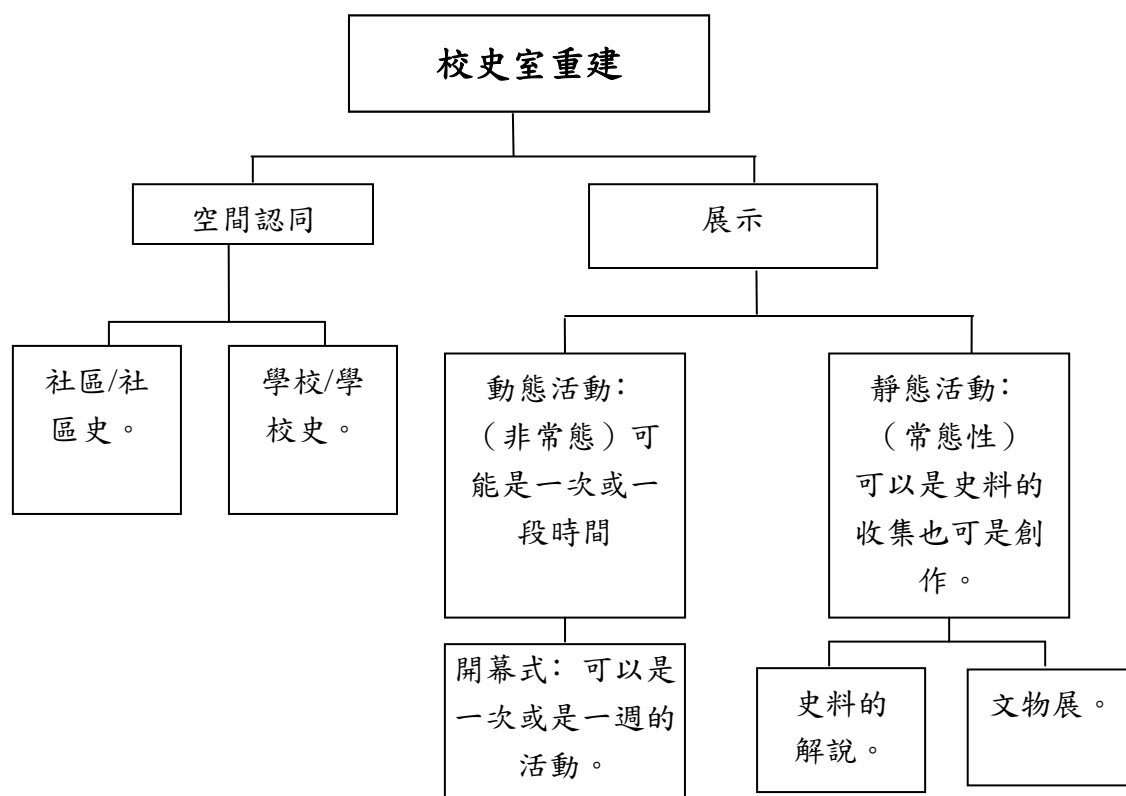 校史室重建
空間認同
展示
社區/社
區史。
學校/學
校史。
動態活動：
（非常態）可
能是一次或一
段時間
靜態活動：
（常態性）
可以是史料的
收集也可是創
作。
開幕式：可以是
一次或是一週的
活動。
史料的
解說。
文物展。